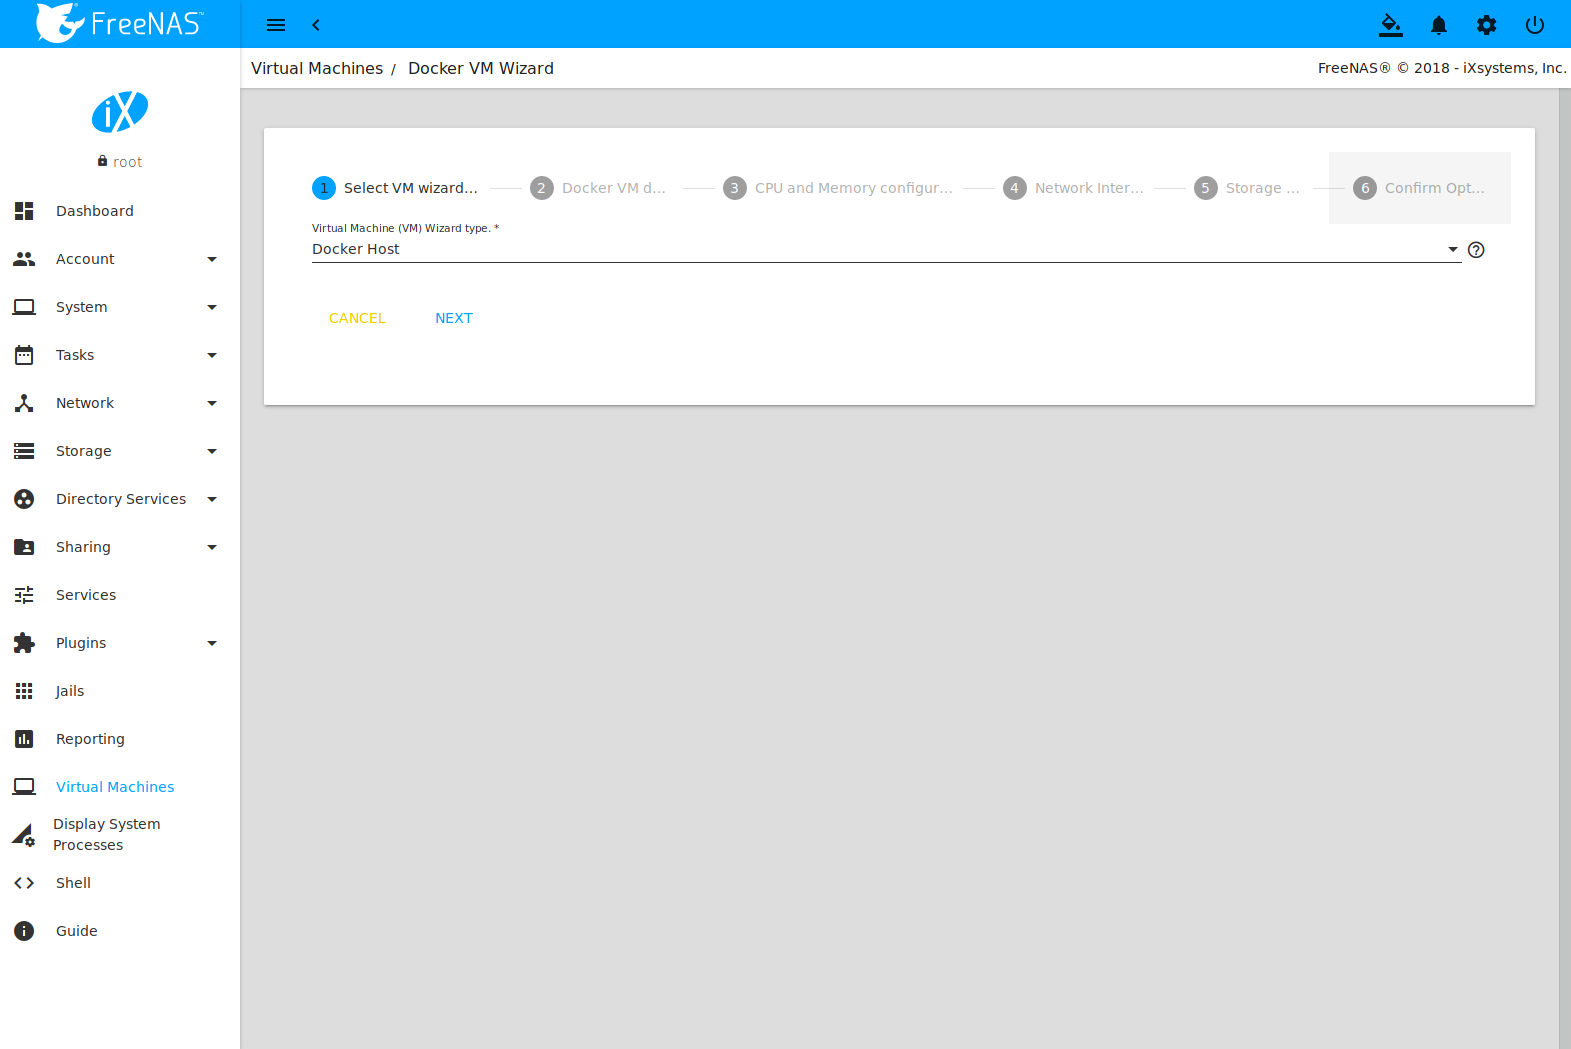 FreeNAS™
Virtual Machines / Docker VM Wizard
FreeNAS® © 2018 - iXsystems, Inc.
iX
root
Dashboard
Account
System
Tasks
Network
Storage
Directory Services
Sharing
Services
Plugins
Jails
Reporting
Virtual Machines
Display System
Processes
Shell
Guide
1 Select VM wizard... 2 Docker VM d... 3 CPU and Memory configur... 4 Network Inter... 5 Storage ... 6 Confirm Opt...
Virtual Machine (VM) Wizard type. *
Docker Host
CANCEL NEXT